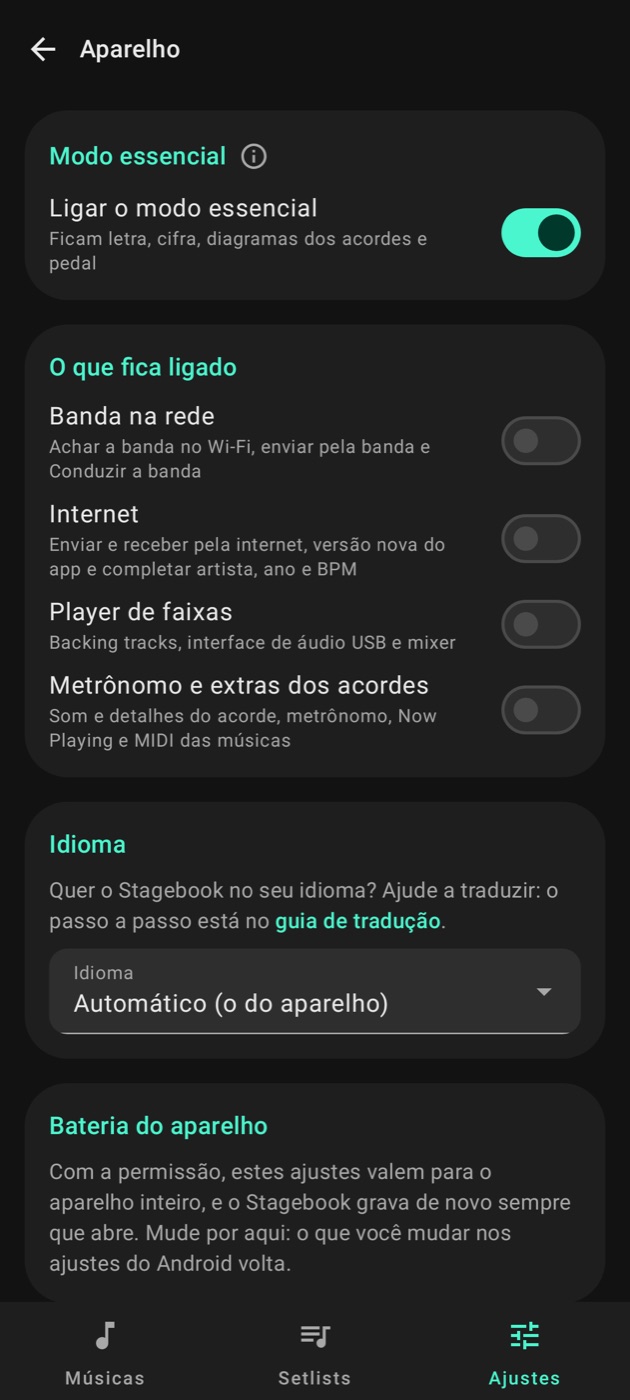 Aparelho
Modo essencial
Ligar o modo essencial
Ficam letra, cifra, diagramas dos acordes e
pedal
O que fica ligado
Banda na rede
Achar a banda no Wi-Fi, enviar pela banda e
Conduzir a banda
Internet
Enviar e receber pela internet, versão nova do
app e completar artista, ano e BPM
Player de faixas
Backing tracks, interface de áudio USB e mixer
Metrônomo e extras dos acordes
Som e detalhes do acorde, metrônomo, Now
Playing e MIDI das músicas
Idioma
Quer o Stagebook no seu idioma? Ajude a traduzir: o
passo a passo está no guia de tradução.
Idioma
Automático (o do aparelho)
Bateria do aparelho
Com a permissão, estes ajustes valem para o
aparelho inteiro, e o Stagebook grava de novo sempre
que abre. Mude por aqui: o que você mudar nos
ajustes do Android volta.
Músicas
Setlists
Ajustes